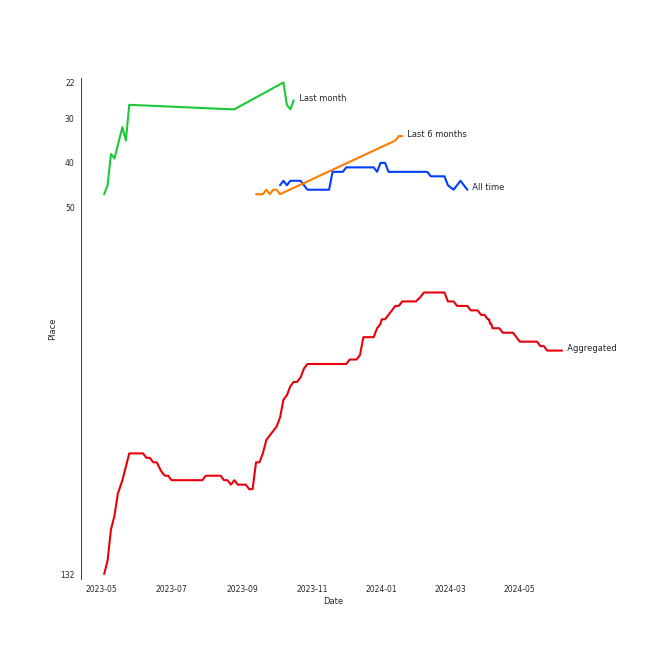 22
30
40
50
132
Place
Last month
Last 6 months
All time
Aggregated
2023-05 2023-07 2023-09 2023-11 2024-01 2024-03 2024-05
Date